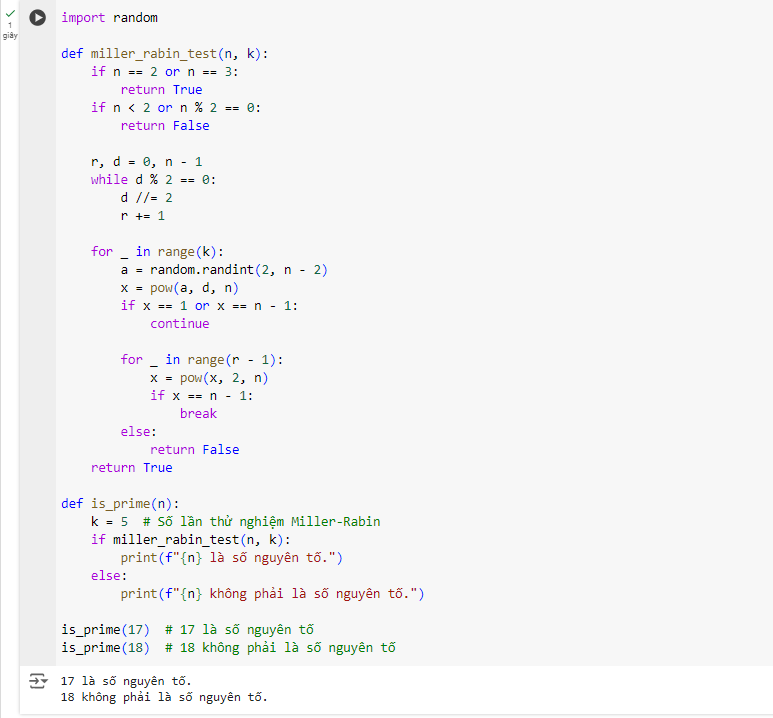 1
giây
import random
def miller_rabin_test(n, k):
    if n == 2 or n == 3:
        return True
    if n < 2 or n % 2 == 0:
        return False
    r, d = 0, n - 1
    while d % 2 == 0:
        d //= 2
        r += 1
    for _ in range(k):
        a = random.randint(2, n - 2)
        x = pow(a, d, n)
        if x == 1 or x == n - 1:
            continue
        for _ in range(r - 1):
            x = pow(x, 2, n)
            if x == n - 1:
                break
        else:
            return False
    return True
def is_prime(n):
    k = 5  # Số lần thử nghiệm Miller-Rabin
    if miller_rabin_test(n, k):
        print(f"{n} là số nguyên tố.")
    else:
        print(f"{n} không phải là số nguyên tố.")
is_prime(17)  # 17 là số nguyên tố
is_prime(18)  # 18 không phải là số nguyên tố
17 là số nguyên tố.
18 không phải là số nguyên tố.